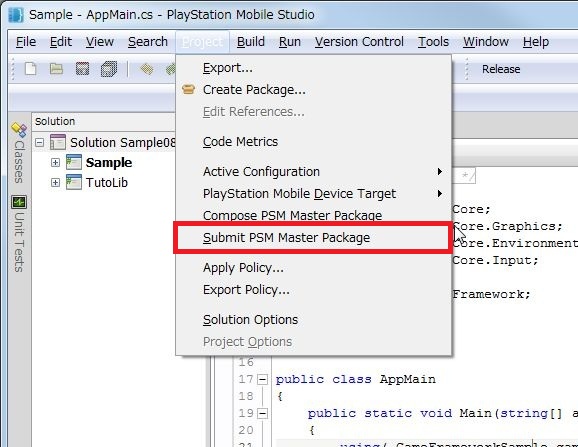 Sample - AppMain.cs - PlayStation Mobile Studio
File Edit View Search Project Build Run Version Control Tools Window Help
Release
Export...
Create Package...
Edit References...
Code Metrics
Active Configuration
PlayStation Mobile Device Target
Compose PSM Master Package
Submit PSM Master Package
Apply Policy...
Export Policy...
Solution Options
Project Options
Classes
Unit Tests
Solution
Solution Sample08
Sample
TutoLib
*/
Core;
Core.Graphics;
Core.Environment
Core.Input;
Framework;
16
17 public class AppMain
18 {
19 public static void Main(string[] a
20 {
21 using( GameFrameworkSample gam